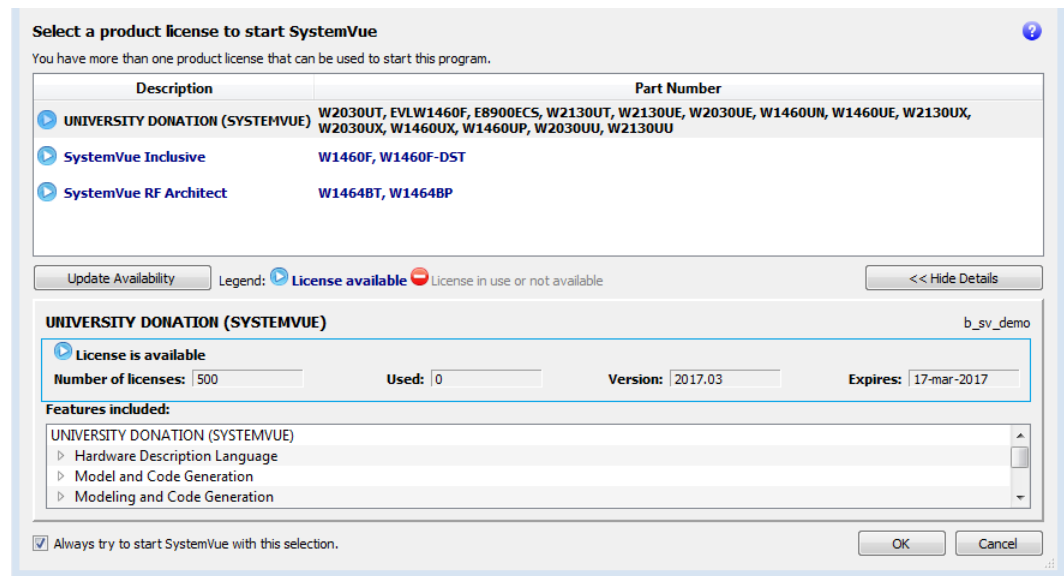 Select a product license to start SystemVue
?
You have more than one product license that can be used to start this program.
Description Part Number
UNIVERSITY DONATION (SYSTEMVUE) W2030UT, EVLW1460F, E8900ECS, W2130UT, W2130UE, W2030UE, W1460UN, W1460UE, W2130UX,
W2030UX, W1460UX, W1460UP, W2030UU, W2130UU
SystemVue Inclusive W1460F, W1460F-DST
SystemVue RF Architect W1464BT, W1464BP
Update Availability Legend: License available License in use or not available << Hide Details
UNIVERSITY DONATION (SYSTEMVUE) b_sv_demo
License is available
Number of licenses: 500 Used: 0 Version: 2017.03 Expires: 17-mar-2017
Features included:
UNIVERSITY DONATION (SYSTEMVUE)
Hardware Description Language
Model and Code Generation
Modeling and Code Generation
Always try to start SystemVue with this selection. OK Cancel